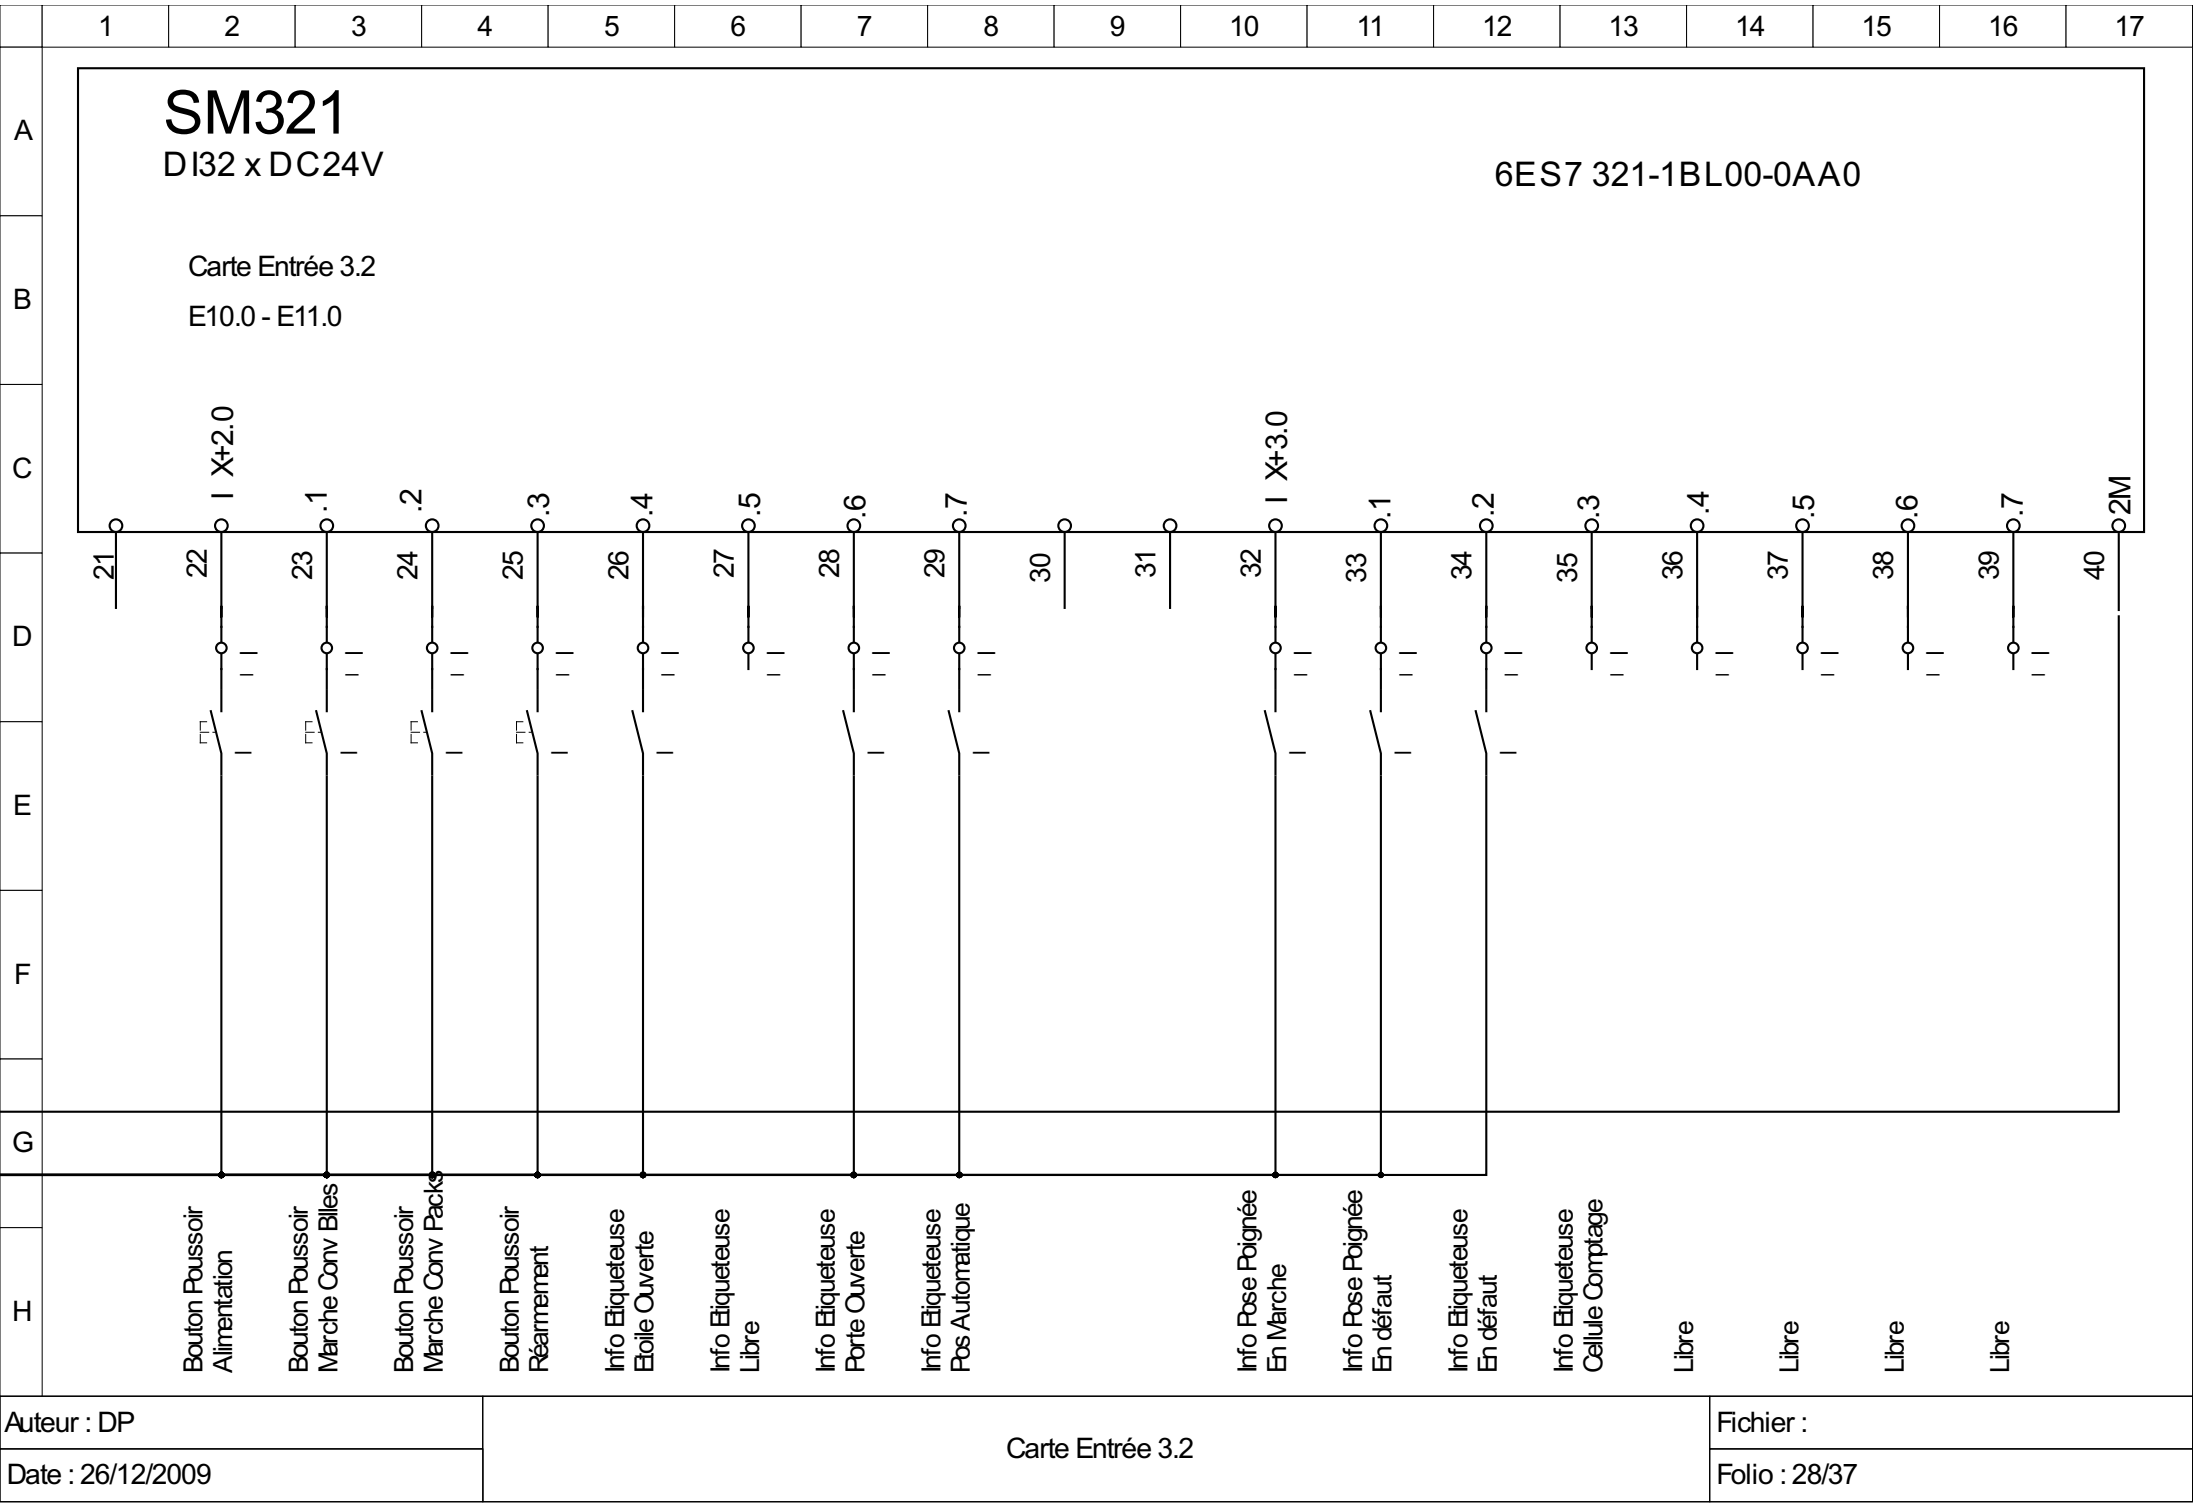 1 2 3 4 5 6 7 8 9 10 11 12 13 14 15 16 17
A
B
C
D
E
F
G
H
SM321
DI32 x DC24V
6ES7 321-1BL00-0AA0
Carte Entrée 3.2
E10.0 - E11.0
I X+2.0 .1 .2 .3 .4 .5 .6 .7 I X+3.0 .1 .2 .3 .4 .5 .6 .7 2M
21 22 23 24 25 26 27 28 29 30 31 32 33 34 35 36 37 38 39 40
Bouton Poussoir
Alimentation
Bouton Poussoir
Marche Conv Blles
Bouton Poussoir
Marche Conv Packs
Bouton Poussoir
Réarmement
Info Etiqueteuse
Etoile Ouverte
Info Etiqueteuse
Libre
Info Etiqueteuse
Porte Ouverte
Info Etiqueteuse
Pos Automatique
Info Pose Poignée
En Marche
Info Pose Poignée
En défaut
Info Etiqueteuse
En défaut
Info Etiqueteuse
Cellule Comptage
Libre
Libre
Libre
Libre
Auteur : DP
Date : 26/12/2009
Carte Entrée 3.2
Fichier :
Folio : 28/37